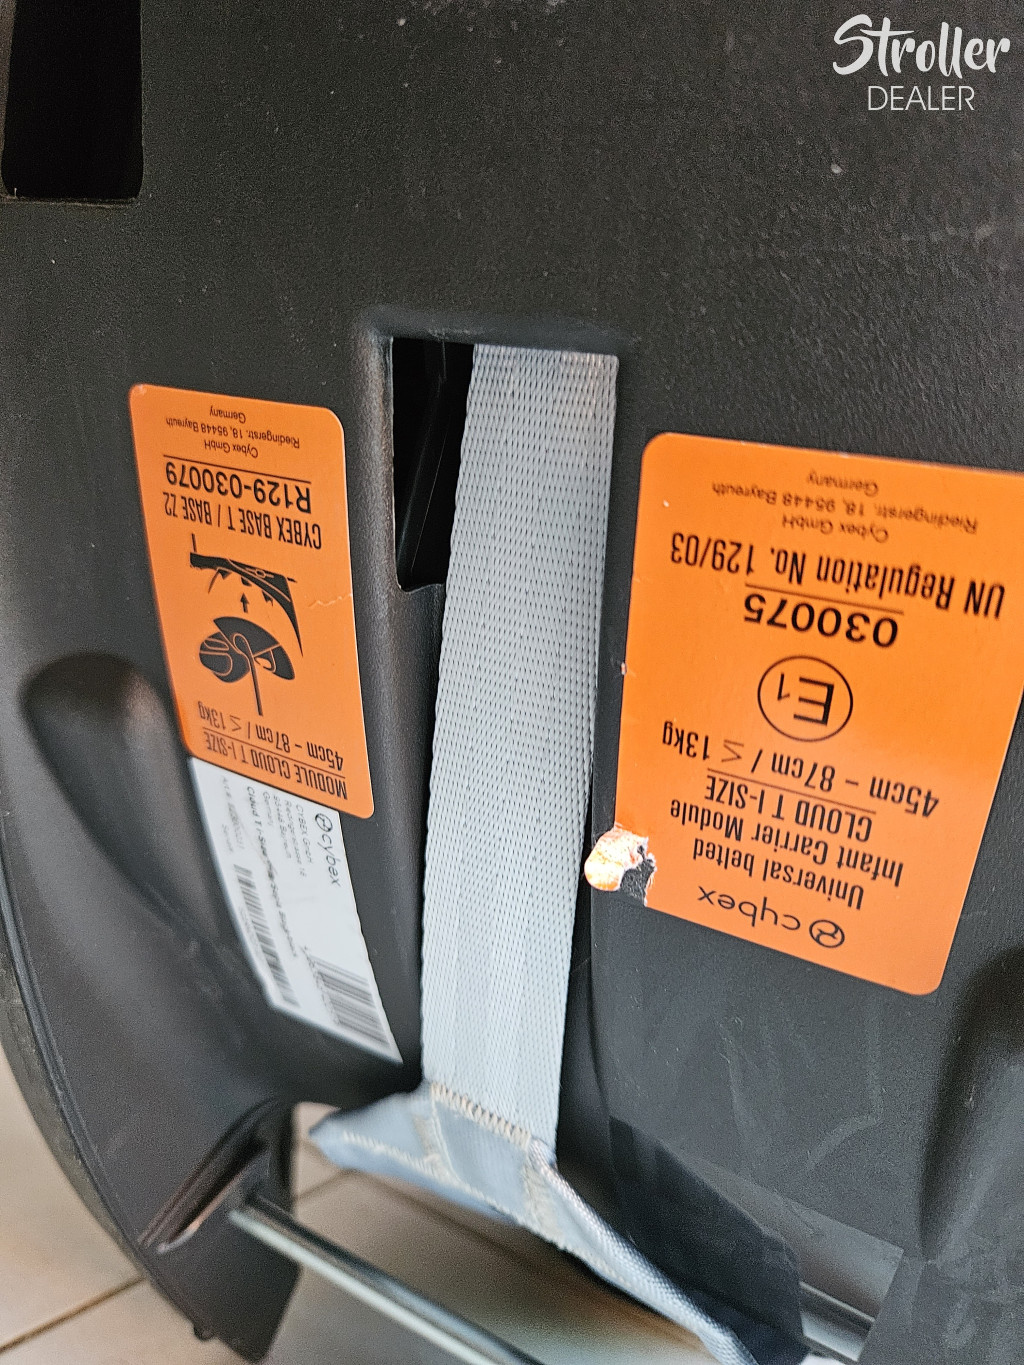 Stroller
DEALER
MODULE CLOUD T I-SIZE
45cm – 87cm / ≤ 13kg
CYBEX BASE T / BASE Z2
R129-030079
Cybex GmbH
Riedingerstr. 18, 95448 Bayreuth
Germany
cybex
Universal belted
Infant Carrier Module
CLOUD T I-SIZE
45cm – 87cm / ≤ 13kg
E1
030075
UN Regulation No. 129/03
Cybex GmbH
Riedingerstr. 18, 95448 Bayreuth
Germany
cybex